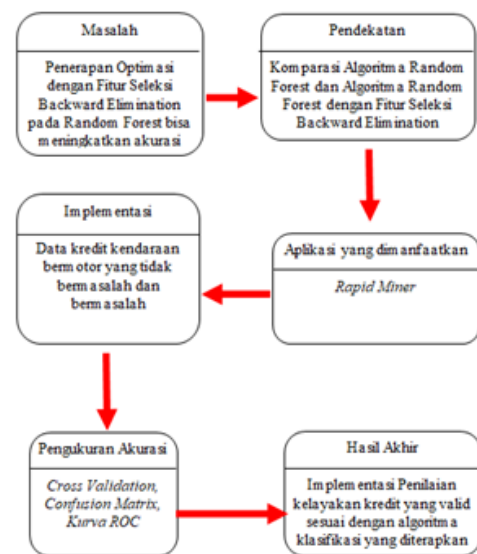 Masalah
Penerapan Optimasi
dengan Fitur Seleksi
Backward Elimination
pada Random Forest bisa
meningkatkan akurasi
Pendekatan
Komparasi Algoritma Random
Forest dan Algoritma Random
Forest dengan Fitur Seleksi
Backward Elimination
Aplikasi yang dimanfaatkan
Rapid Miner
Implementasi
Data kredit kendaraan
bermotor yang tidak
bermasalah dan
bermasalah
Pengukuran Akurasi
Cross Validation,
Confusion Matrix,
Kurva ROC
Hasil Akhir
Implementasi Penilaian
kelayakan kredit yang valid
sesuai dengan algoritma
klasifikasi yang diterapkan